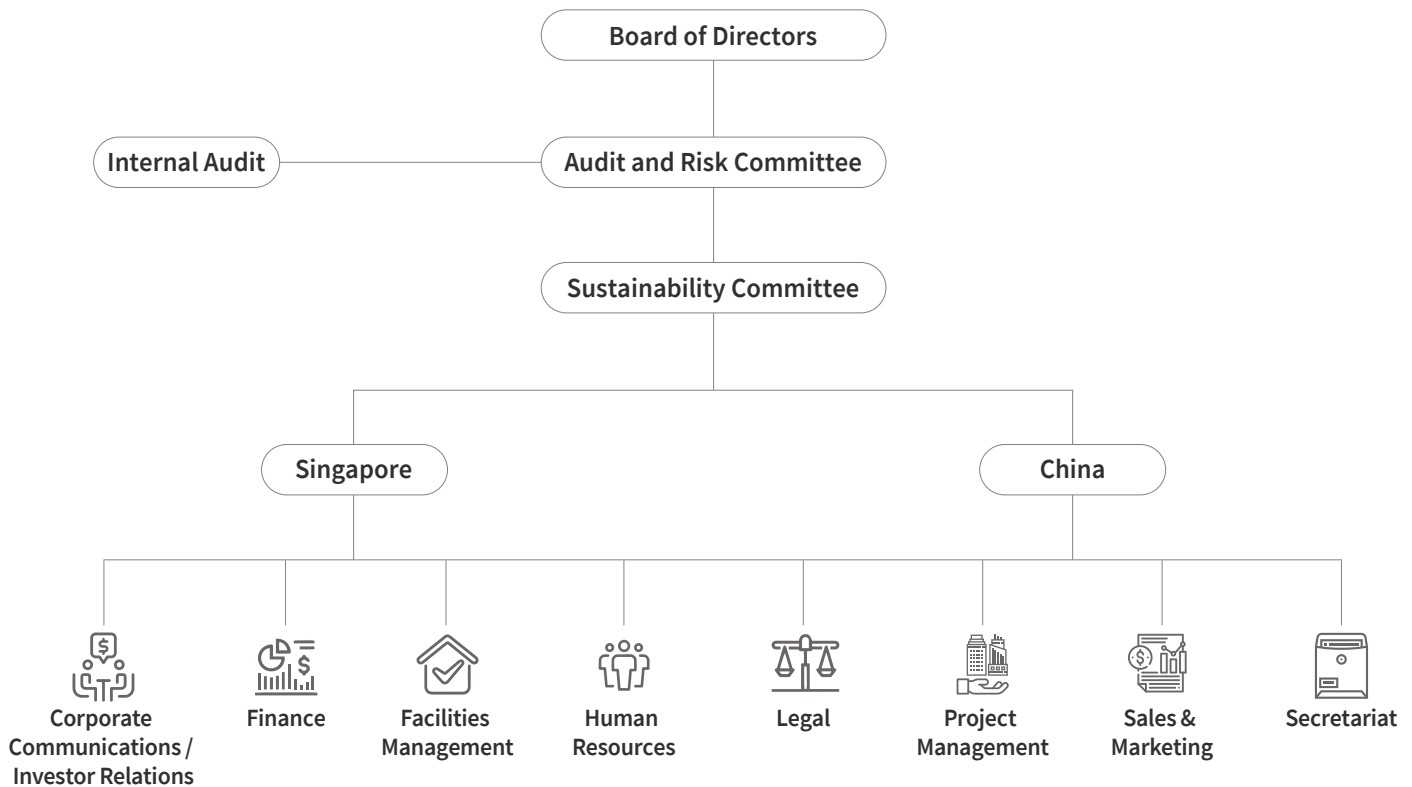 Board of Directors
Internal Audit
Audit and Risk Committee
Sustainability Committee
Singapore
China
$
$
$
Corporate
Communications /
Investor Relations
Finance
Facilities
Management
Human
Resources
Legal
Project
Management
Sales &
Marketing
Secretariat